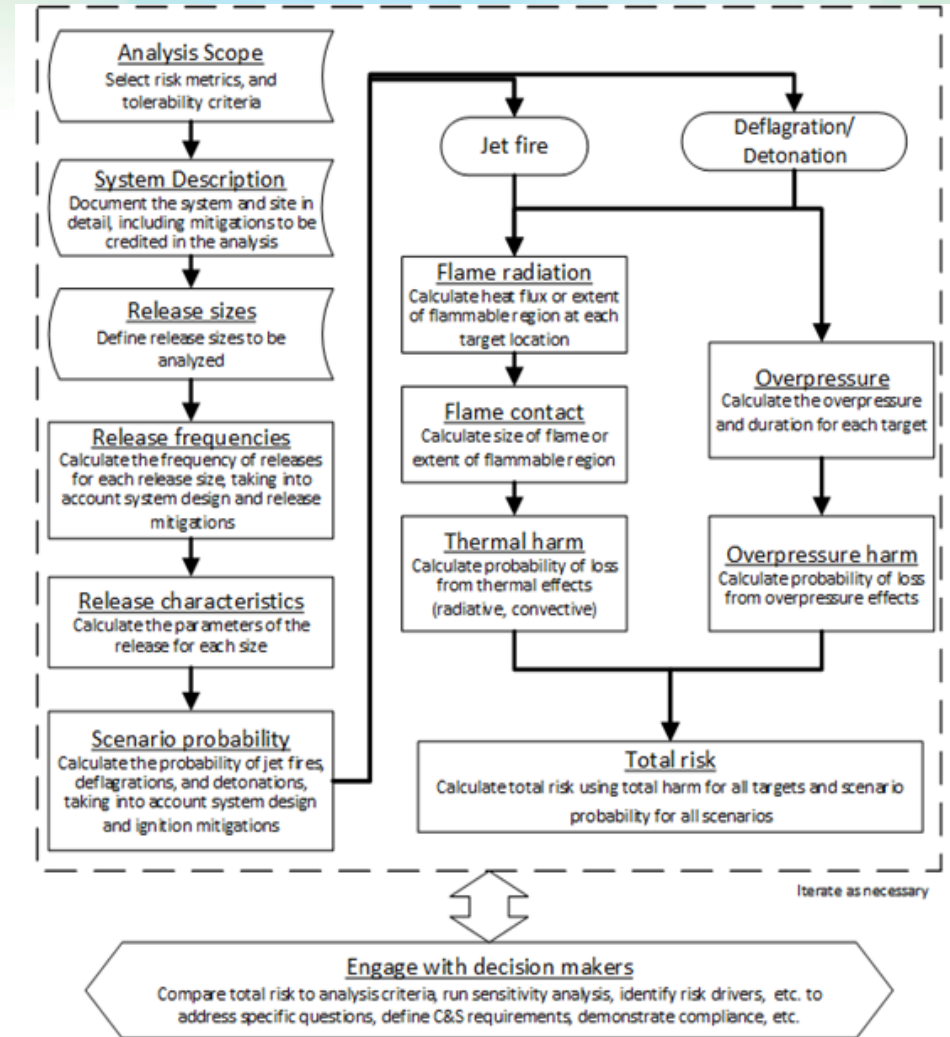 Analysis Scope
Select risk metrics, and
tolerability criteria
System Description
Document the system and site in
detail, including mitigations to be
credited in the analysis
Release sizes
Define release sizes to be
analyzed
Release frequencies
Calculate the frequency of releases
for each release size, taking into
account system design and release
mitigations
Release characteristics
Calculate the parameters of the
release for each size
Scenario probability
Calculate the probability of jet fires,
deflagrations, and detonations,
taking into account system design
and ignition mitigations
Jet fire
Deflagration/
Detonation
Flame radiation
Calculate heat flux or extent
of flammable region at each
target location
Flame contact
Calculate size of flame or
extent of flammable region
Thermal harm
Calculate probability of loss
from thermal effects
(radiative, convective)
Overpressure
Calculate the overpressure
and duration for each target
Overpressure harm
Calculate probability of loss
from overpressure effects
Total risk
Calculate total risk using total harm for all targets and scenario
probability for all scenarios
Iterate as necessary
Engage with decision makers
Compare total risk to analysis criteria, run sensitivity analysis, identify risk drivers, etc. to
address specific questions, define C&S requirements, demonstrate compliance, etc.